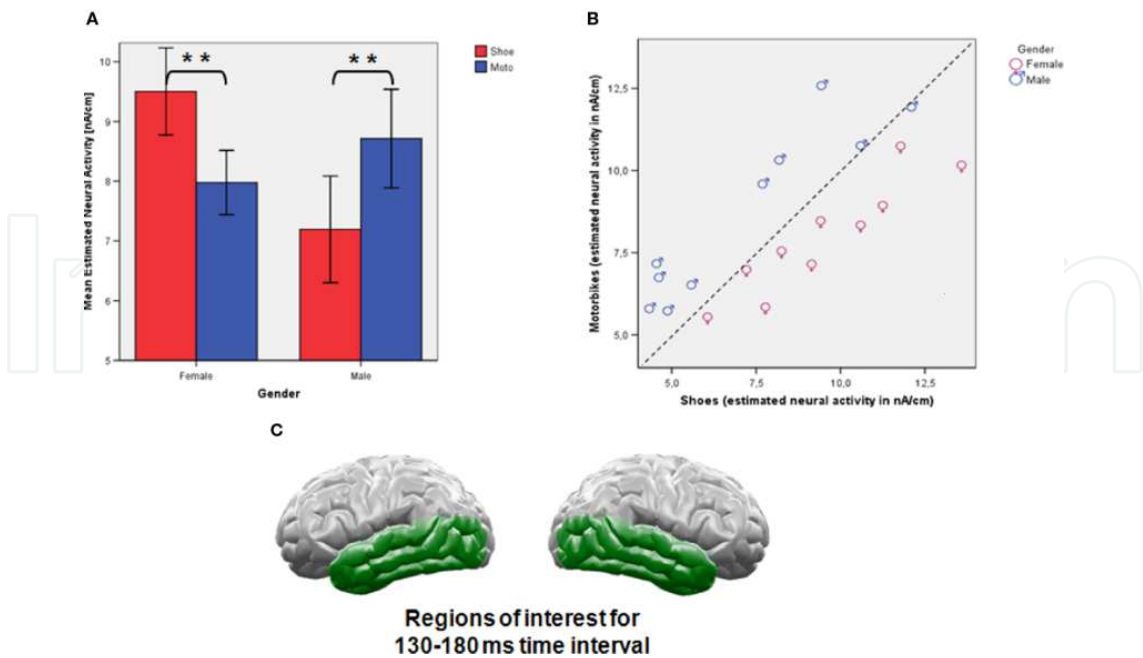 A
Mean Estimated Neural Activity [nA/cm]
10
9
8
7
6
5
* *
* *
Female
Male
Gender
Shoe
Moto
B
Motorbikes (estimated neural activity in nA/cm)
12,5
10,0
7,5
5,0
5,0
7,5
10,0
12,5
Shoes (estimated neural activity in nA/cm)
Gender
Female
Male
C
Regions of interest for
130-180 ms time interval